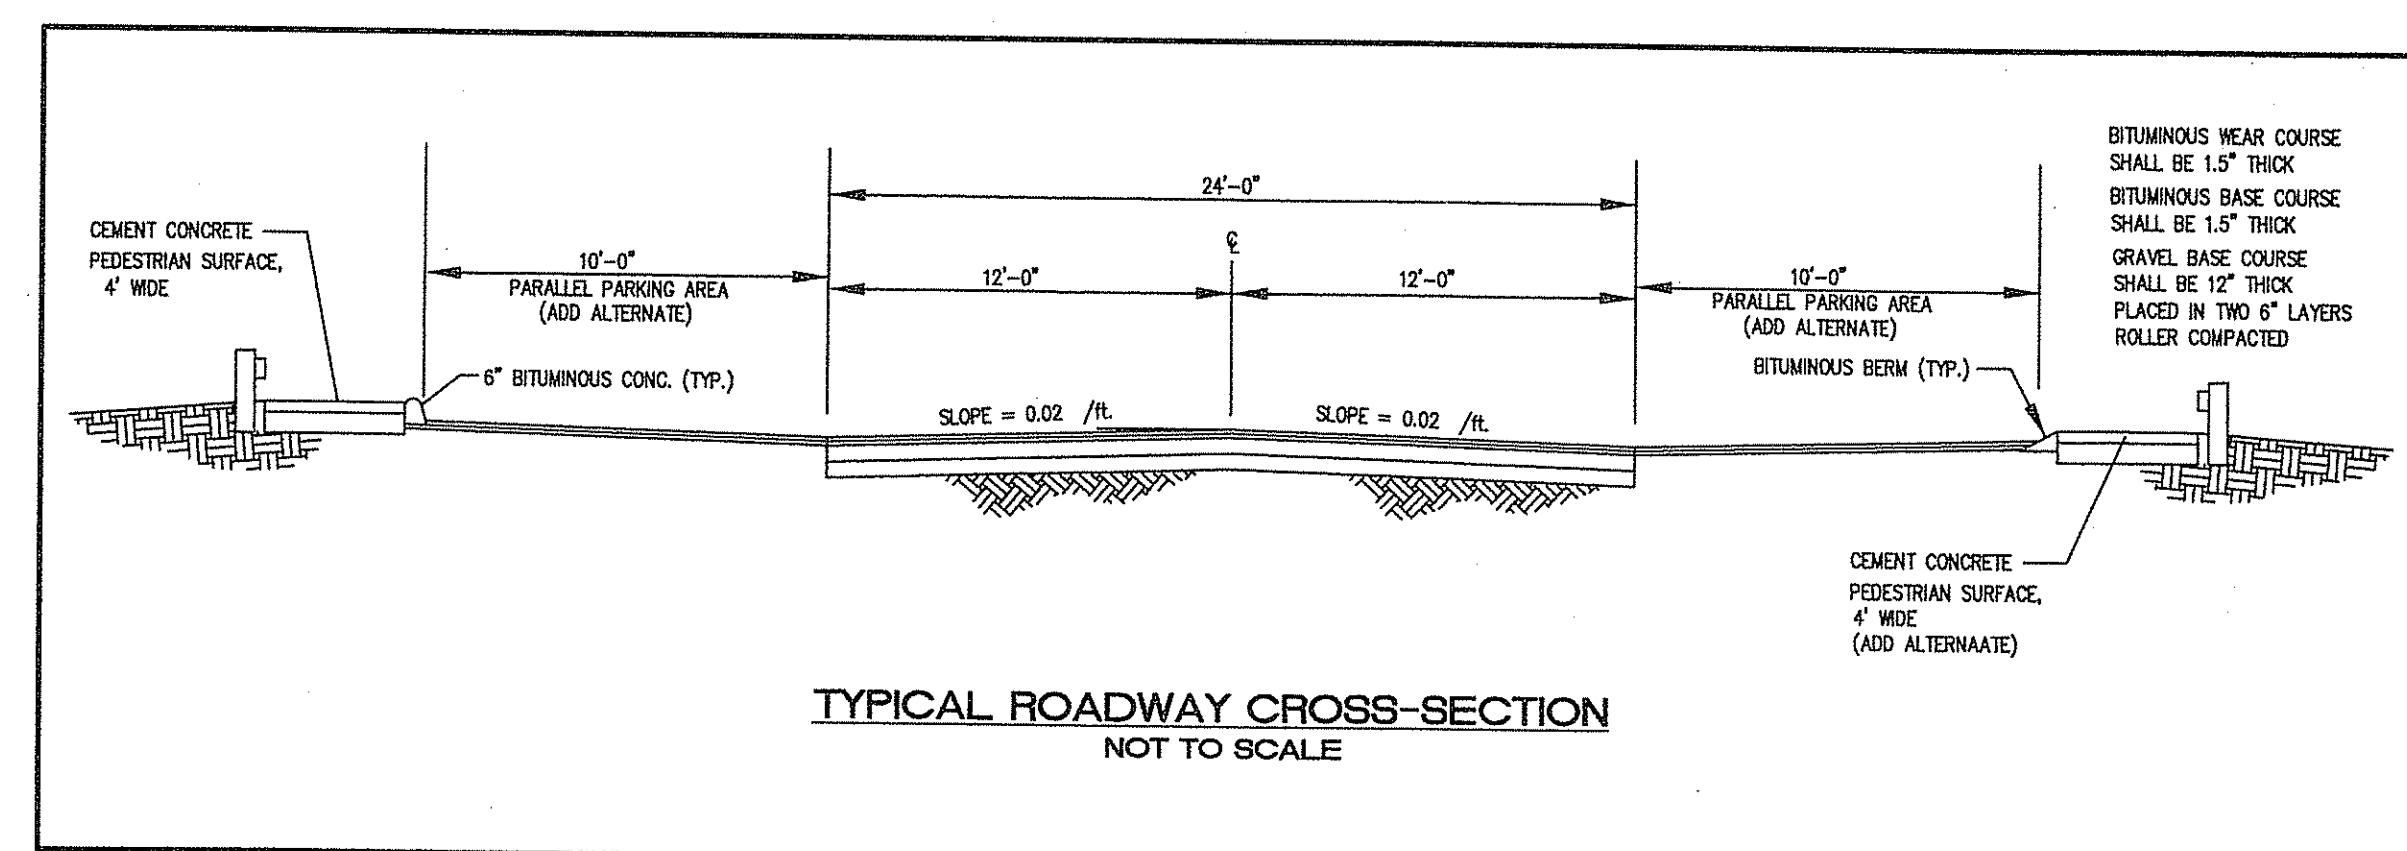 BITUMINOUS WEAR COURSE
SHALL BE 1.5" THICK
BITUMINOUS BASE COURSE
SHALL BE 1.5" THICK
GRAVEL BASE COURSE
SHALL BE 12" THICK
PLACED IN TWO 6" LAYERS
ROLLER COMPACTED
24'-0"
CEMENT CONCRETE
PEDESTRIAN SURFACE,
4' WIDE
10'-0"
PARALLEL PARKING AREA
(ADD ALTERNATE)
12'-0"
℄
12'-0"
10'-0"
PARALLEL PARKING AREA
(ADD ALTERNATE)
6" BITUMINOUS CONC. (TYP.)
BITUMINOUS BERM (TYP.)
SLOPE = 0.02 /ft.
SLOPE = 0.02 /ft.
CEMENT CONCRETE
PEDESTRIAN SURFACE,
4' WIDE
(ADD ALTERNAATE)
TYPICAL ROADWAY CROSS-SECTION
NOT TO SCALE